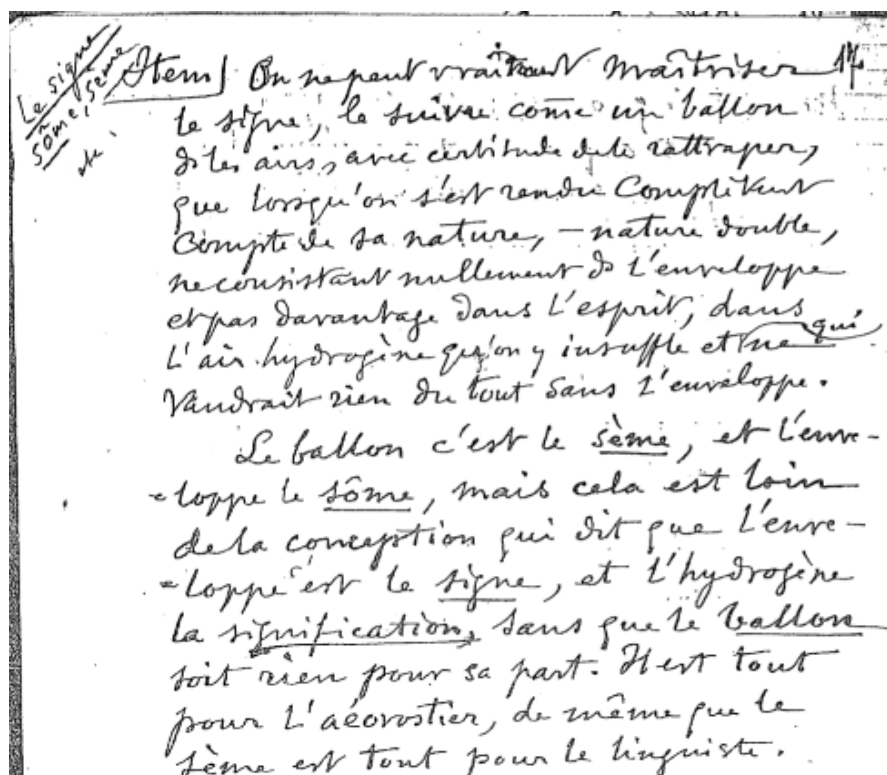 Le signe
sôme, sème
etc
Item| On ne peut vraiment maîtriser
le signe, le suivre come un ballon
ds les airs, avec certitude de le rattraper,
que lorsqu'on s'est rendu complètement
compte de sa nature, — nature double,
ne consistant nullement ds l'enveloppe
et pas davantage dans l'esprit, dans
l'air hydrogène qu'on y insuffle et qui ne
vaudrait rien du tout sans l'enveloppe.
Le ballon c'est le sème, et l'enve-
-loppe le sôme, mais cela est loin
de la conception qui dit que l'enve-
=loppe est le signe, et l'hydrogène
la signification, sans que le ballon
soit rien pour sa part. Il est tout
pour l'aérostier, de même que le
sème est tout pour le linguiste.